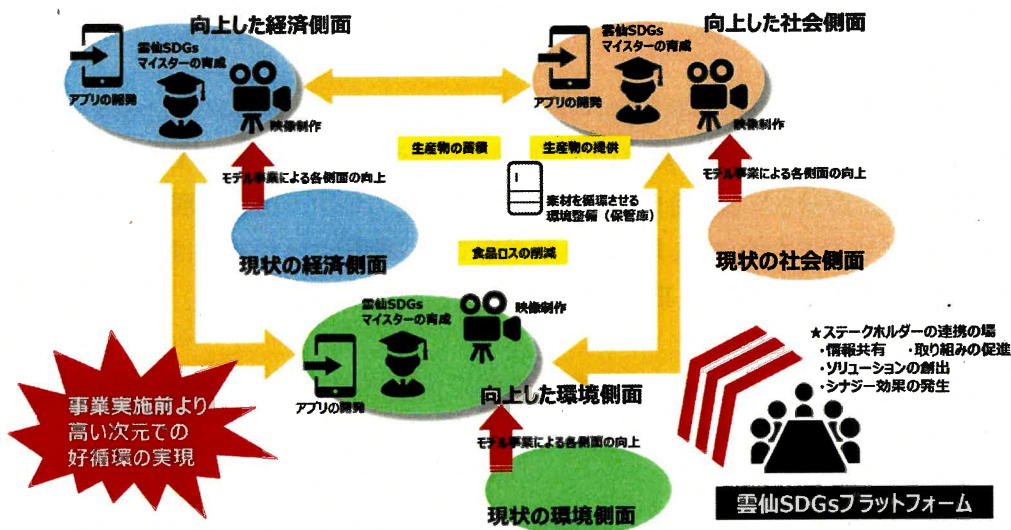 向上した経済側面
雲仙SDGs
マイスターの育成
アプリの開発
映像制作
向上した社会側面
雲仙SDGs
マイスターの育成
アプリの開発
映像制作
生産物の蓄積
生産物の提供
モデル事業による各側面の向上
モデル事業による各側面の向上
素材を循環させる
環境整備（保管庫）
食品ロスの削減
現状の経済側面
現状の社会側面
雲仙SDGs
マイスターの育成
映像制作
アプリの開発
向上した環境側面
モデル事業による各側面の向上
現状の環境側面
事業実施前より
高い次元での
好循環の実現
★ステークホルダーの連携の場
・情報共有　・取り組みの促進
・ソリューションの創出
・シナジー効果の発生
雲仙SDGsプラットフォーム